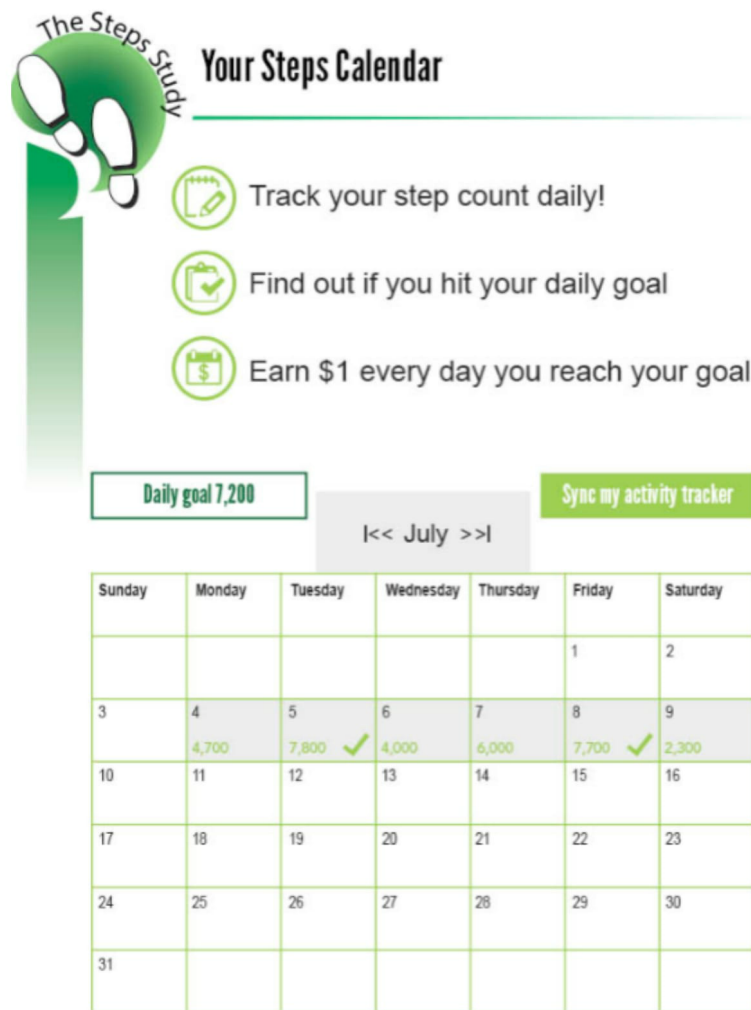 The Steps Study
Your Steps Calendar
Track your step count daily!
Find out if you hit your daily goal
Earn $1 every day you reach your goal
Daily goal 7,200
Sync my activity tracker
I<< July >>I
Sunday Monday Tuesday Wednesday Thursday Friday Saturday
1 2
3 4 5 6 7 8 9
4,700 7,800 4,000 6,000 7,700 2,300
10 11 12 13 14 15 16
17 18 19 20 21 22 23
24 25 26 27 28 29 30
31